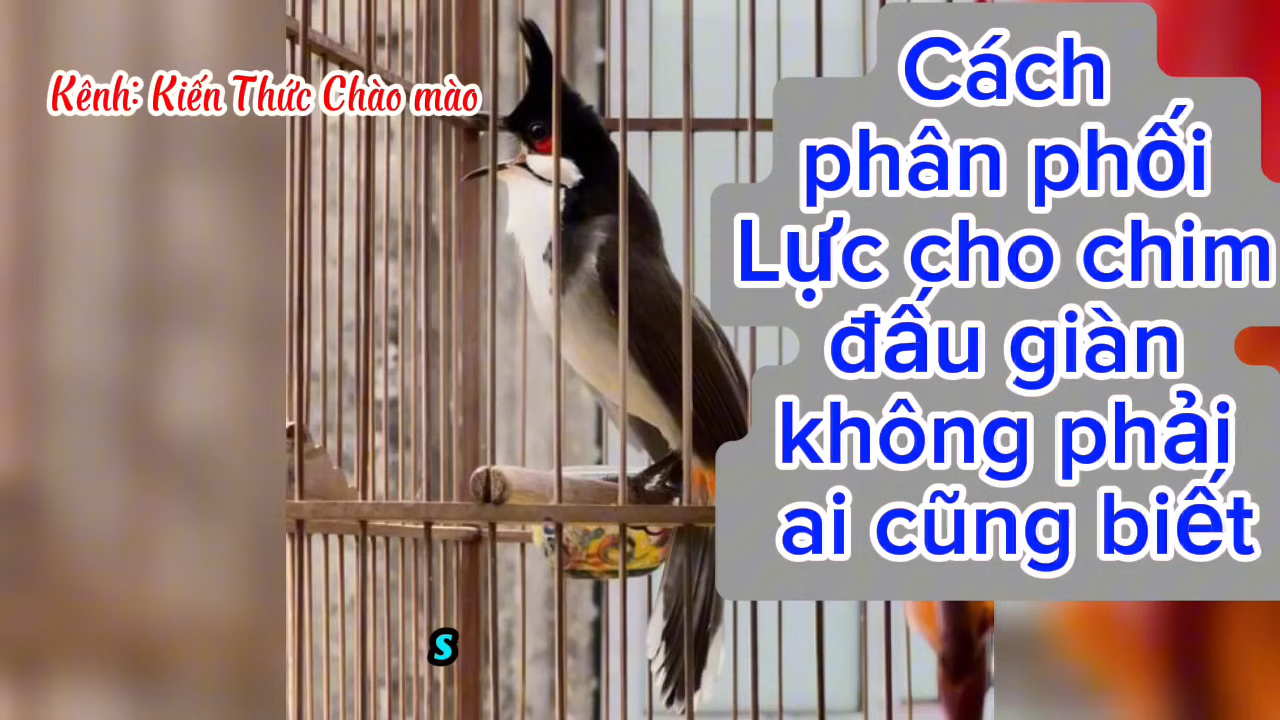 Kênh: Kiến Thức Chào mào
Cách
phân phối
Lực cho chim
đấu giàn
không phải
ai cũng biết
S